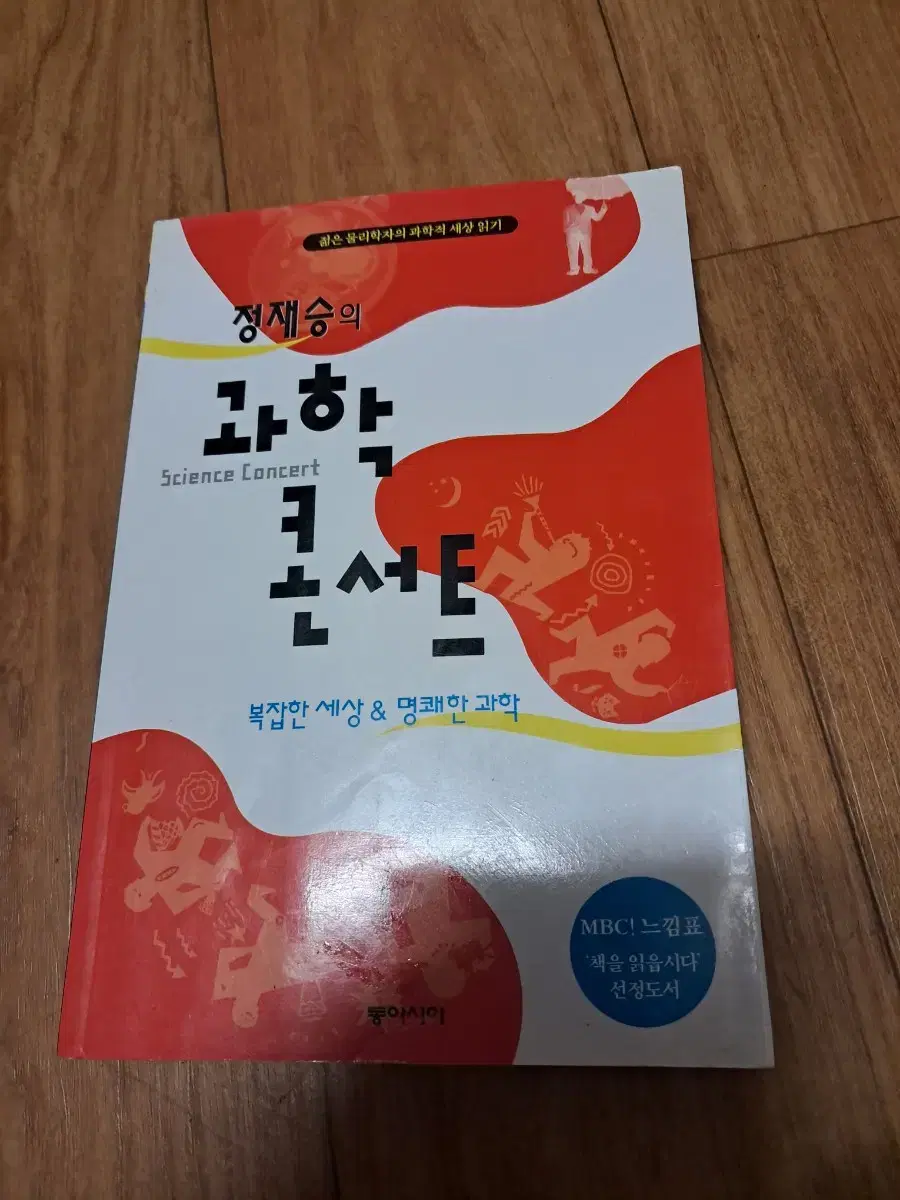 젊은 물리학자의 과학적 세상 읽기
정재승의
과학
Science Concert
콘서트
복잡한 세상 & 명쾌한 과학
MBC! 느낌표
'책을 읽읍시다'
선정도서
동아시아